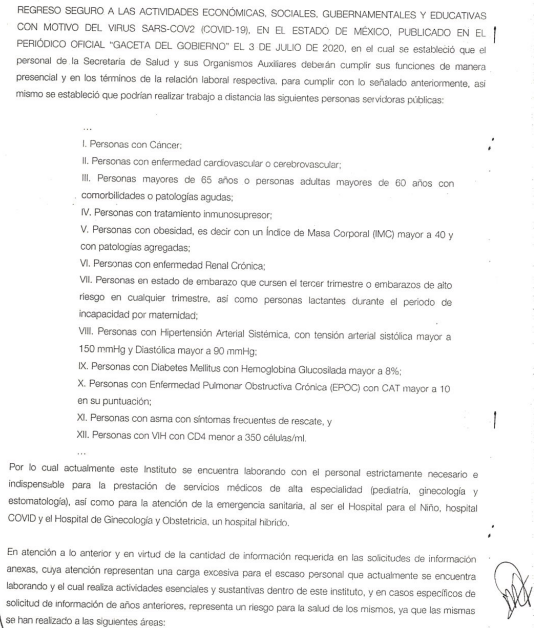 REGRESO SEGURO A LAS ACTIVIDADES ECONÓMICAS, SOCIALES, GUBERNAMENTALES Y EDUCATIVAS
CON MOTIVO DEL VIRUS SARS-COV2 (COVID-19), EN EL ESTADO DE MÉXICO, PUBLICADO EN EL
PERIÓDICO OFICIAL "GACETA DEL GOBIERNO" EL 3 DE JULIO DE 2020, en el cual se estableció que el
personal de la Secretaría de Salud y sus Organismos Auxiliares deberán cumplir sus funciones de manera
presencial y en los términos de la relación laboral respectiva, para cumplir con lo señalado anteriormente, así
mismo se estableció que podrían realizar trabajo a distancia las siguientes personas servidoras públicas:
...
I. Personas con Cáncer;
II. Personas con enfermedad cardiovascular o cerebrovascular;
III. Personas mayores de 65 años o personas adultas mayores de 60 años con
comorbilidades o patologías agudas;
IV. Personas con tratamiento inmunosupresor;
V. Personas con obesidad, es decir con un Índice de Masa Corporal (IMC) mayor a 40 y
con patologías agregadas;
VI. Personas con enfermedad Renal Crónica;
VII. Personas en estado de embarazo que cursen el tercer trimestre o embarazos de alto
riesgo en cualquier trimestre, así como personas lactantes durante el periodo de
incapacidad por maternidad;
VIII. Personas con Hipertensión Arterial Sistémica, con tensión arterial sistólica mayor a
150 mmHg y Diastólica mayor a 90 mmHg;
IX. Personas con Diabetes Mellitus con Hemoglobina Glucosilada mayor a 8%;
X. Personas con Enfermedad Pulmonar Obstructiva Crónica (EPOC) con CAT mayor a 10
en su puntuación;
XI. Personas con asma con síntomas frecuentes de rescate, y
XII. Personas con VIH con CD4 menor a 350 células/ml.
...
Por lo cual actualmente este Instituto se encuentra laborando con el personal estrictamente necesario e
indispensable para la prestación de servicios médicos de alta especialidad (pediatría, ginecología y
estomatología), así como para la atención de la emergencia sanitaria, al ser el Hospital para el Niño, hospital
COVID y el Hospital de Ginecología y Obstetricia, un hospital híbrido.
En atención a lo anterior y en virtud de la cantidad de información requerida en las solicitudes de información
anexas, cuya atención representan una carga excesiva para el escaso personal que actualmente se encuentra
laborando y el cual realiza actividades esenciales y sustantivas dentro de este instituto, y en casos específicos de
solicitud de información de años anteriores, representa un riesgo para la salud de los mismos, ya que las mismas
se han realizado a las siguientes áreas: